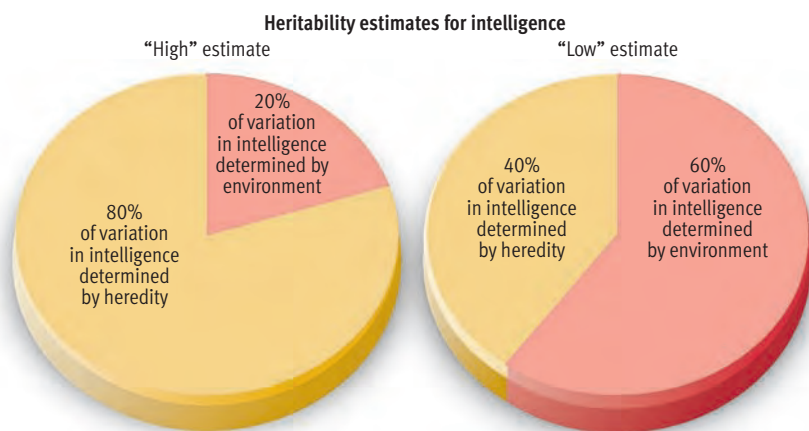 Heritability estimates for intelligence
“High” estimate
“Low” estimate
20%
of variation
in intelligence
determined by
environment
80%
of variation
in intelligence
determined
by heredity
40%
of variation
in intelligence
determined
by heredity
60%
of variation
in intelligence
determined
by environment